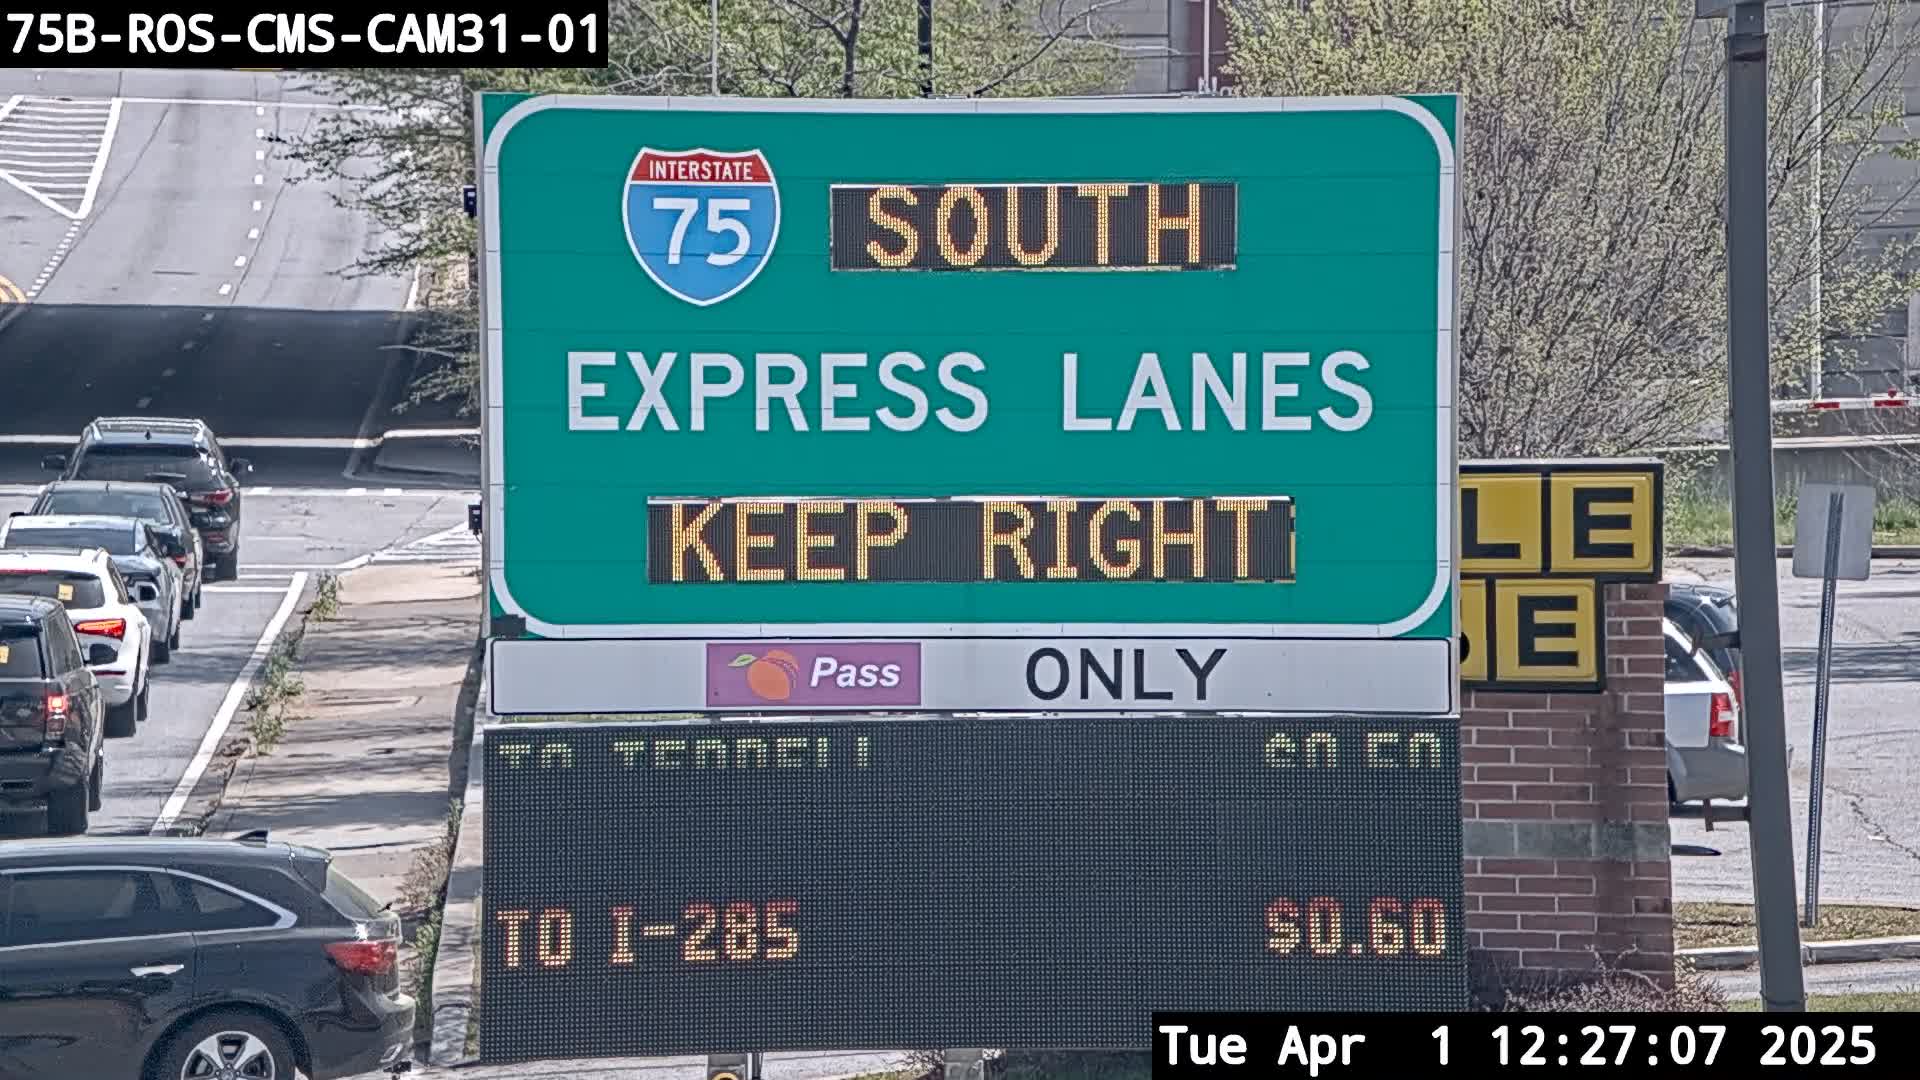 75B-ROS-CMS-CAM31-01
INTERSTATE
75
SOUTH
EXPRESS LANES
KEEP RIGHT
Pass ONLY
TO I-285 $0.60
LE
E
Tue Apr 1 12:27:07 2025